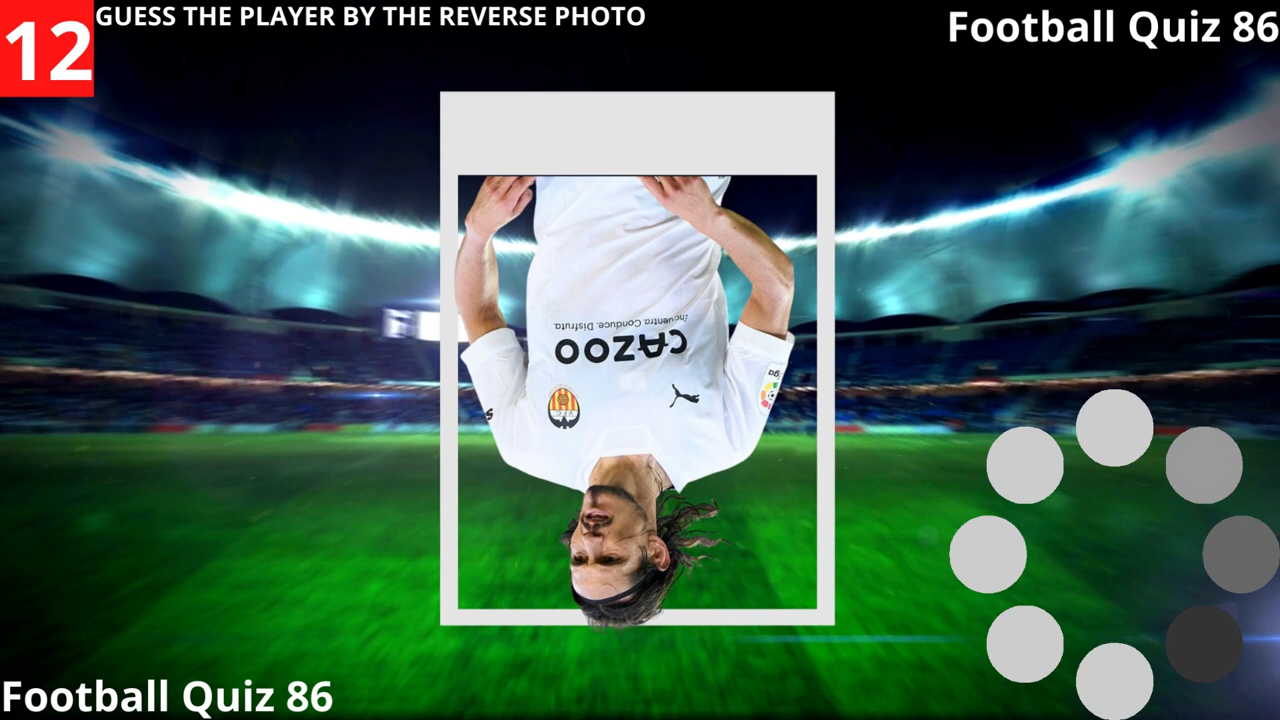 12
GUESS THE PLAYER BY THE REVERSE PHOTO
Football Quiz 86
Encuentra. Conduce. Disfruta.
CAZOO
Football Quiz 86